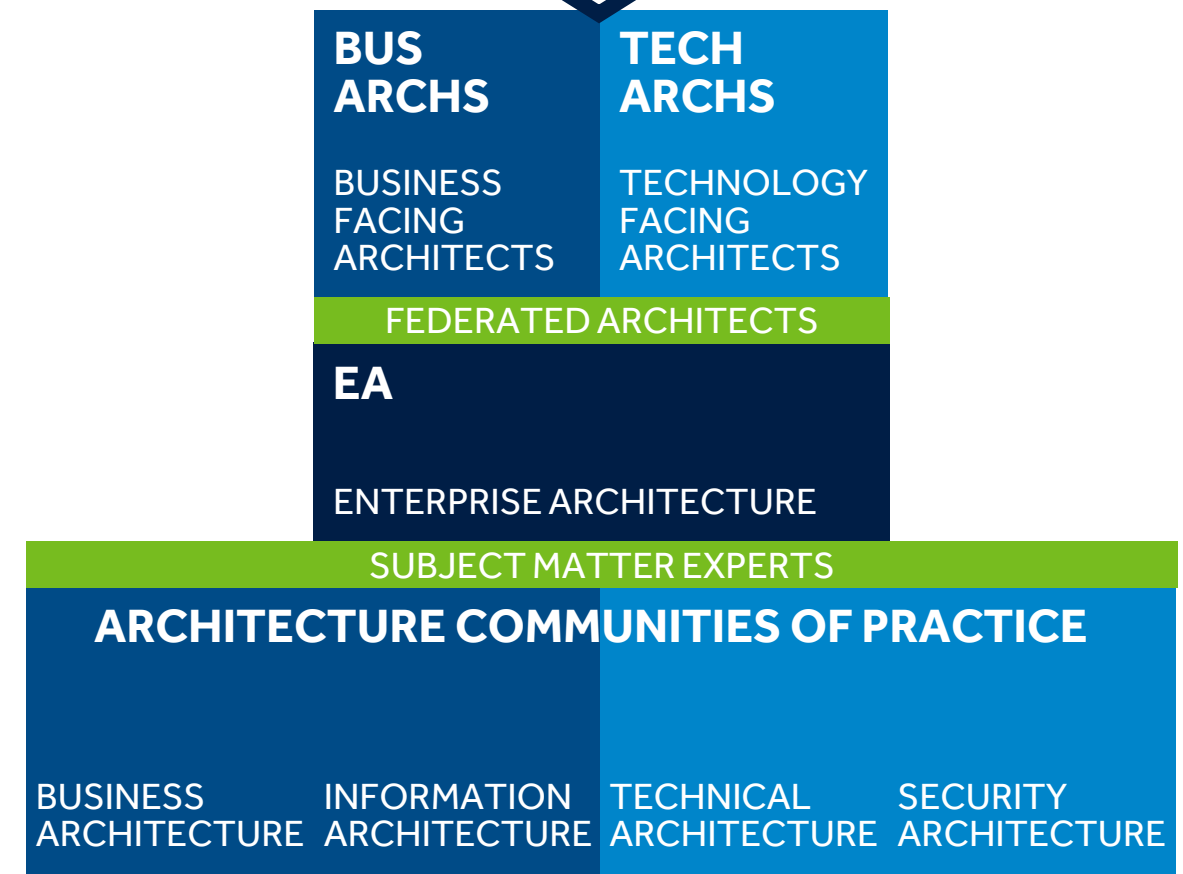 BUS
ARCHS
BUSINESS
FACING
ARCHITECTS
TECH
ARCHS
TECHNOLOGY
FACING
ARCHITECTS
FEDERATED ARCHITECTS
EA
ENTERPRISE ARCHITECTURE
SUBJECT MATTER EXPERTS
ARCHITECTURE COMMUNITIES OF PRACTICE
BUSINESS
ARCHITECTURE
INFORMATION
ARCHITECTURE
TECHNICAL
ARCHITECTURE
SECURITY
ARCHITECTURE